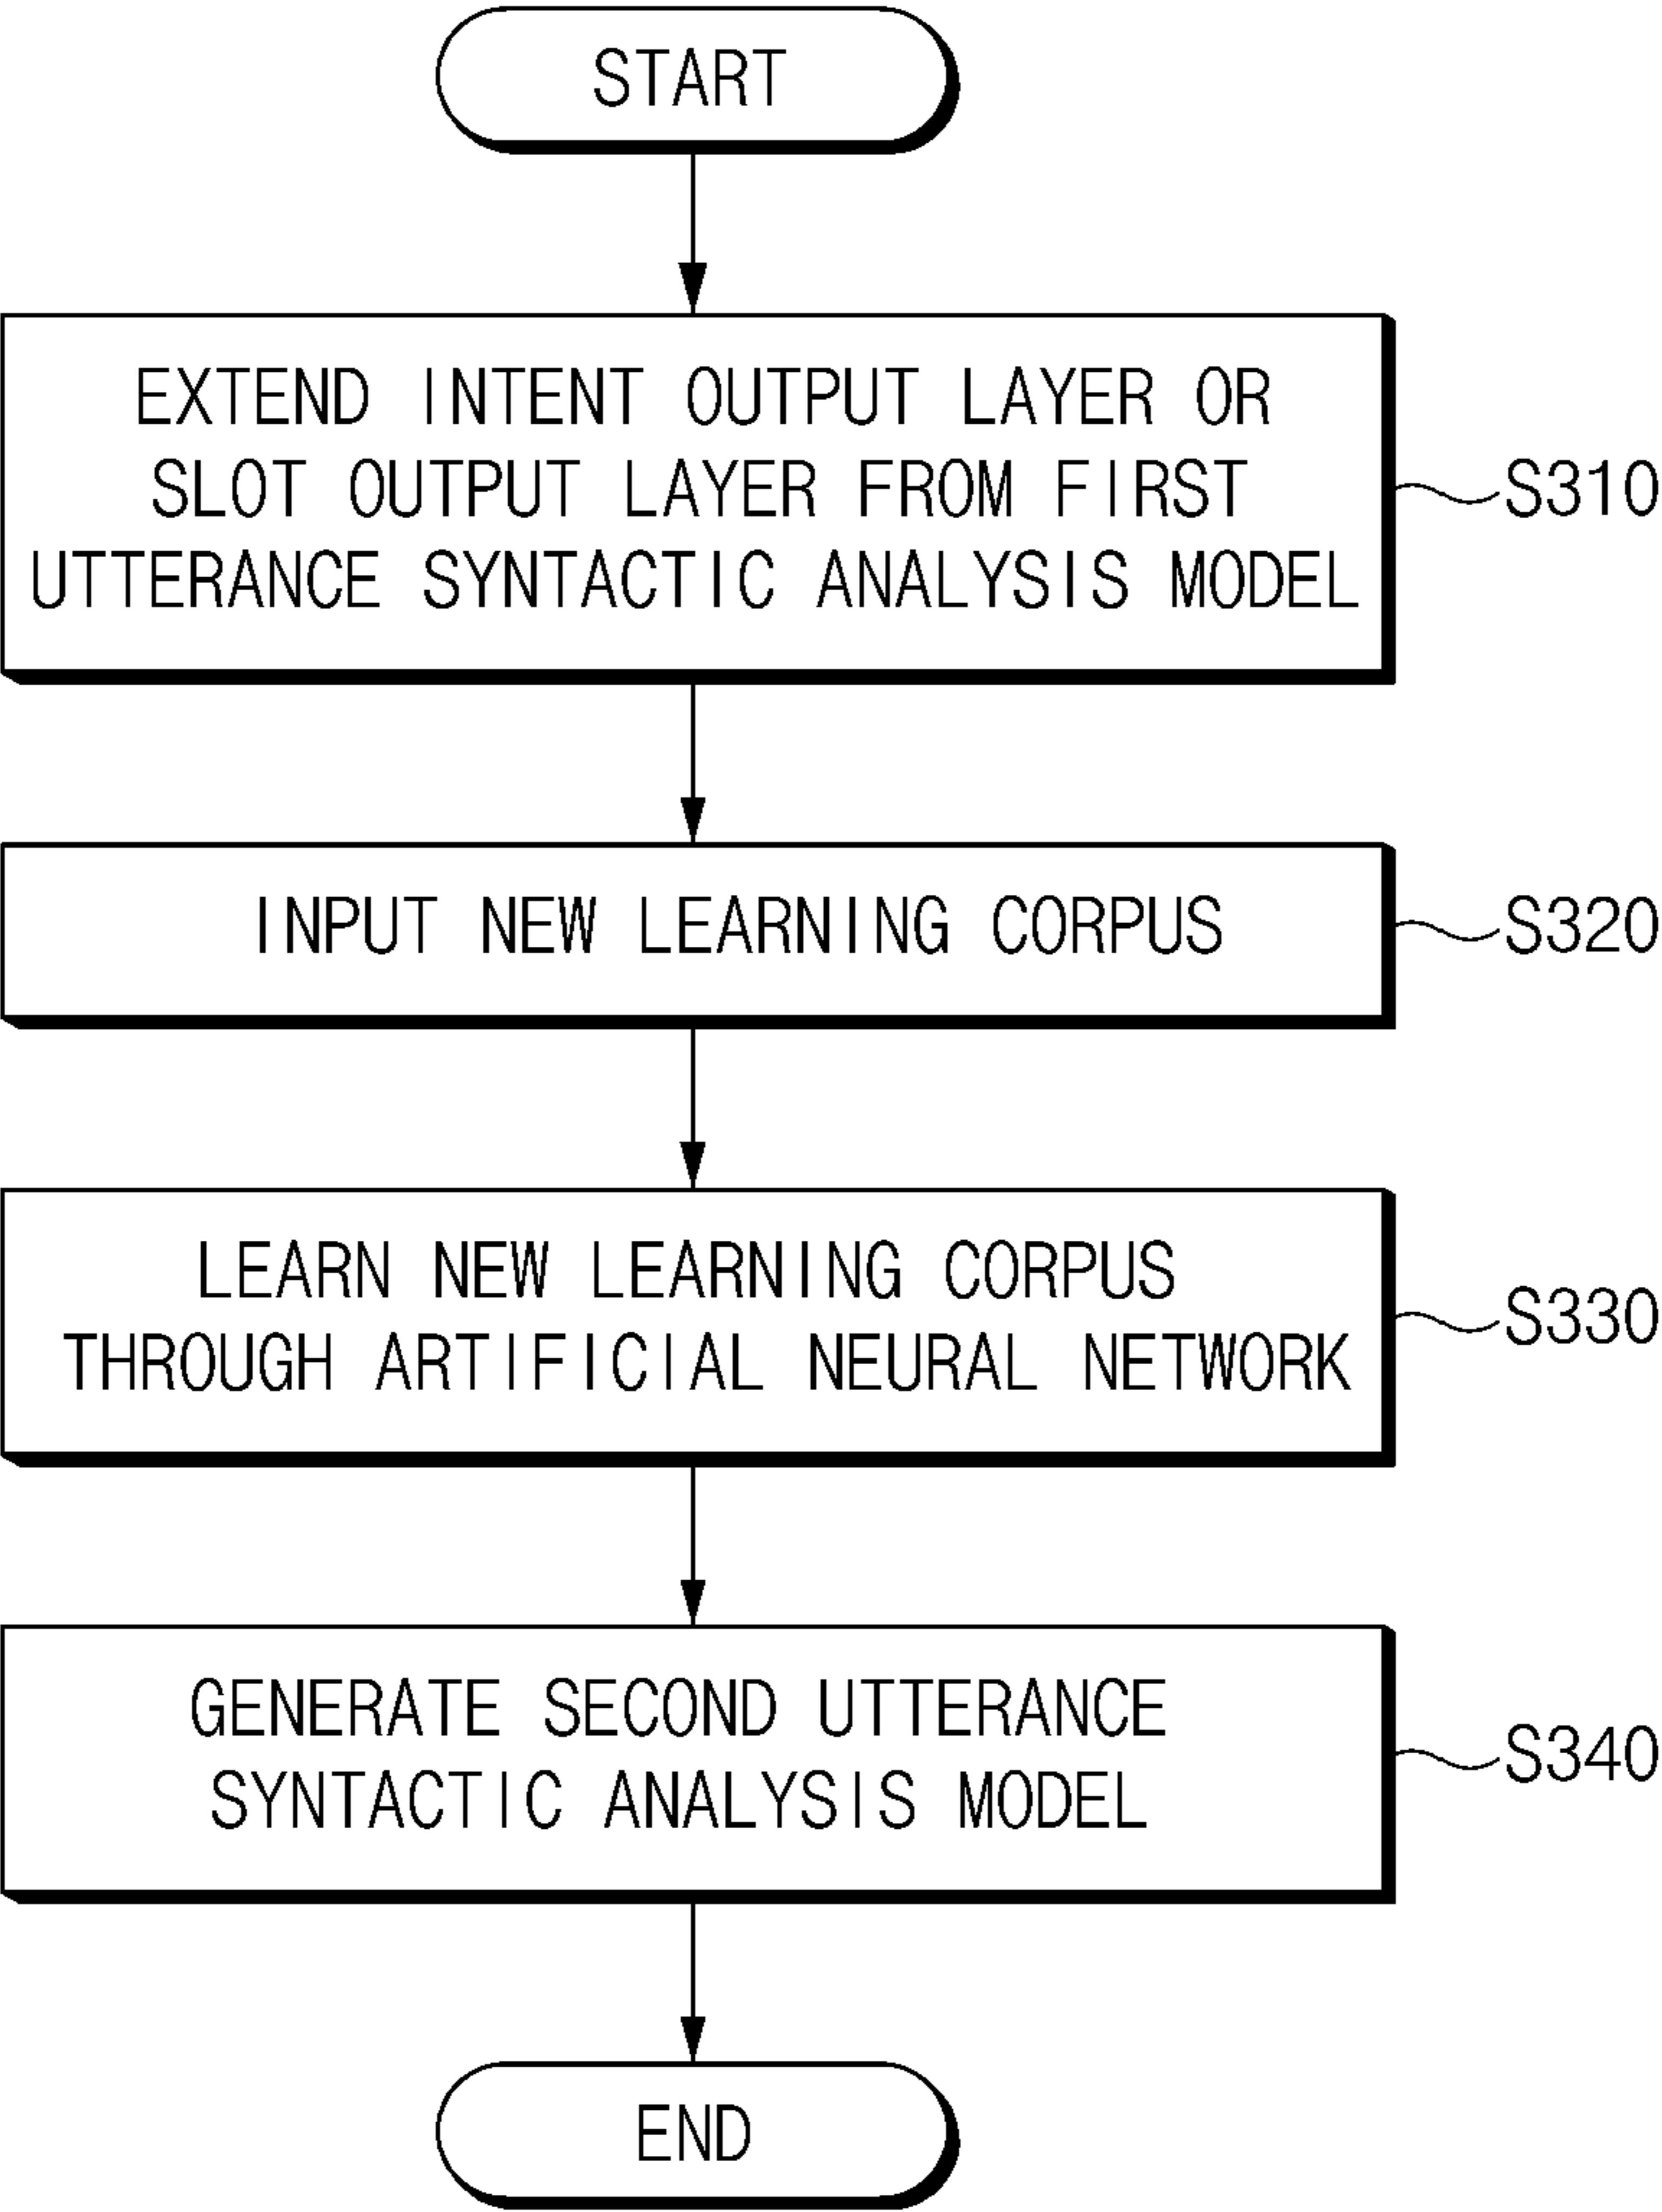 START
EXTEND INTENT OUTPUT LAYER OR
SLOT OUTPUT LAYER FROM FIRST
UTTERANCE SYNTACTIC ANALYSIS MODEL
S310
INPUT NEW LEARNING CORPUS
S320
LEARN NEW LEARNING CORPUS
THROUGH ARTIFICIAL NEURAL NETWORK
S330
GENERATE SECOND UTTERANCE
SYNTACTIC ANALYSIS MODEL
S340
END